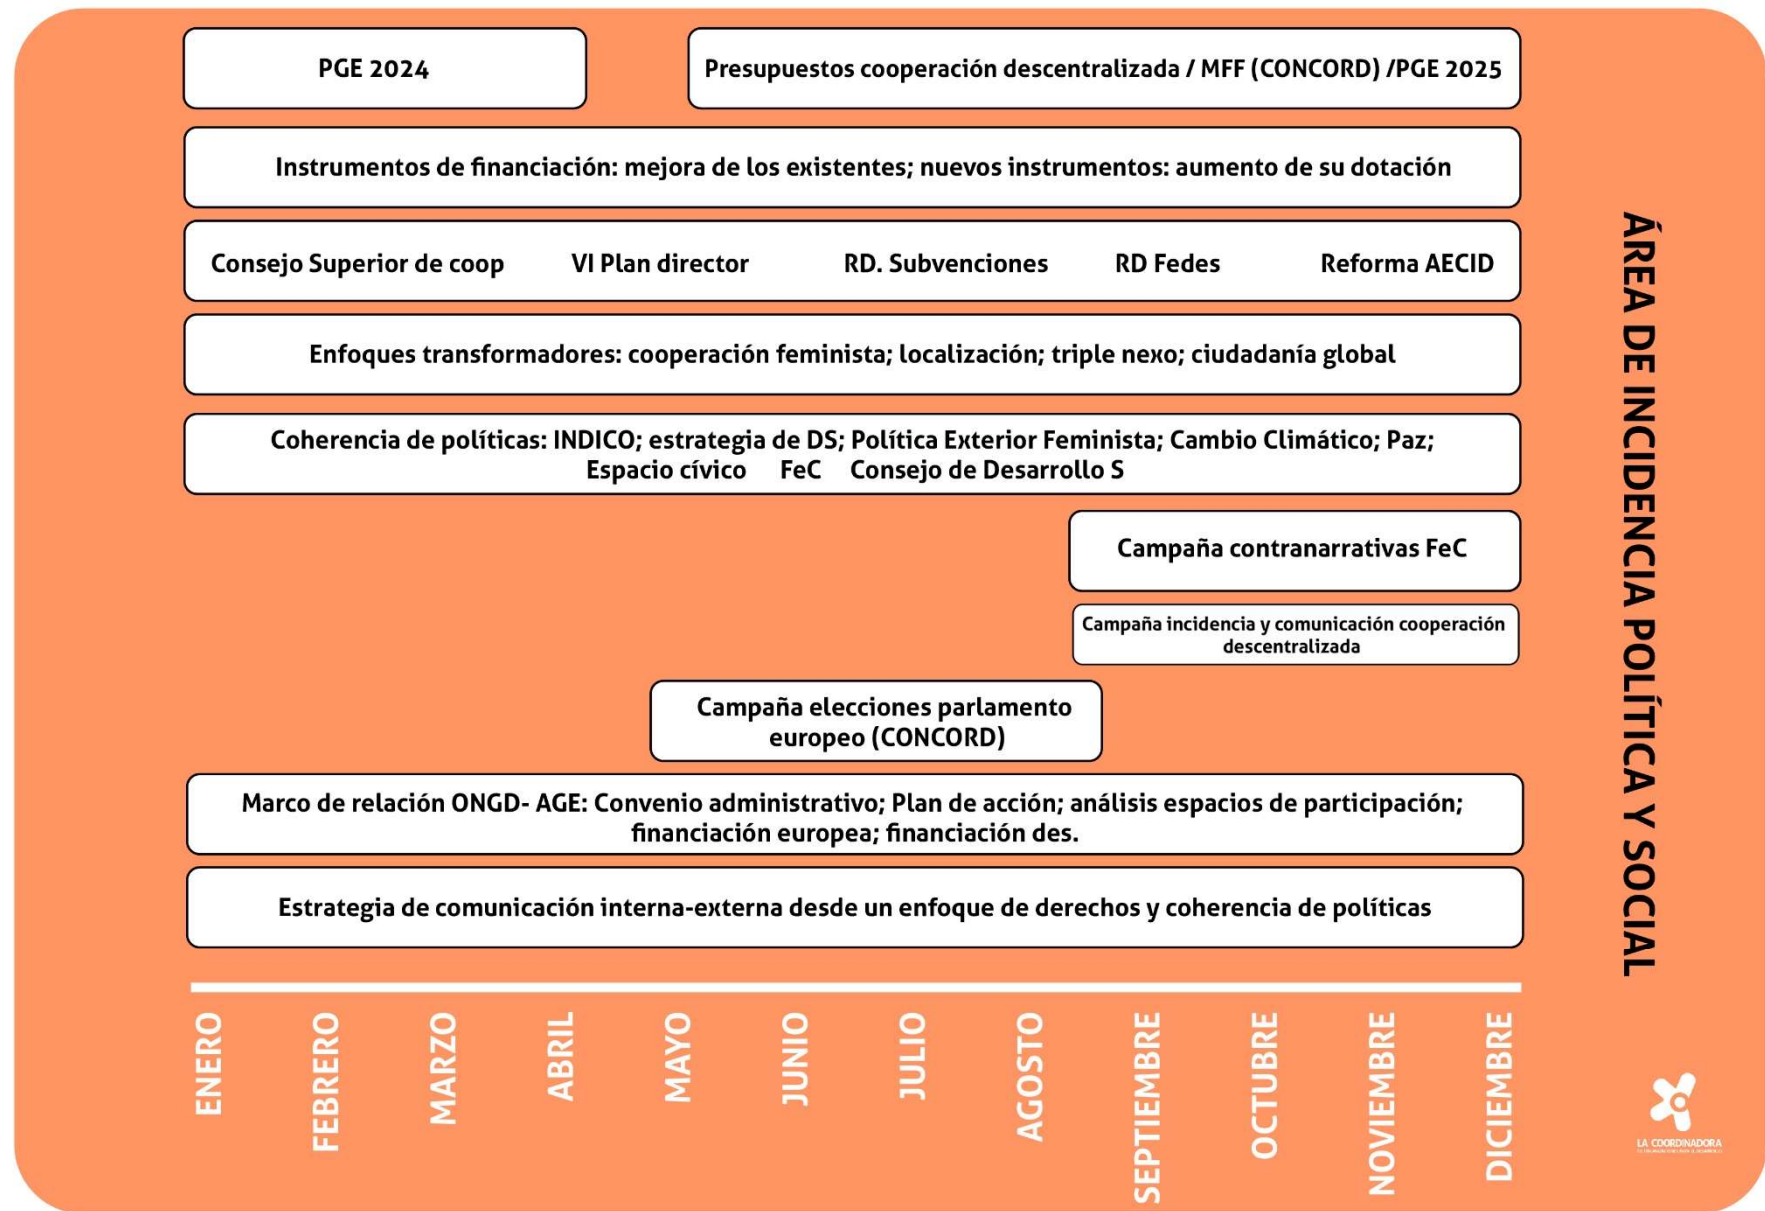 PGE 2024
Presupuestos cooperación descentralizada / MFF (CONCORD) /PGE 2025
Instrumentos de financiación: mejora de los existentes; nuevos instrumentos: aumento de su dotación
Consejo Superior de coop VI Plan director RD. Subvenciones RD Fedes Reforma AECID
Enfoques transformadores: cooperación feminista; localización; triple nexo; ciudadanía global
Coherencia de políticas: INDICO; estrategia de DS; Política Exterior Feminista; Cambio Climático; Paz;
Espacio cívico FeC Consejo de Desarrollo S
Campaña contranarrativas FeC
Campaña incidencia y comunicación cooperación
descentralizada
Campaña elecciones parlamento
europeo (CONCORD)
Marco de relación ONGD- AGE: Convenio administrativo; Plan de acción; análisis espacios de participación;
financiación europea; financiación des.
Estrategia de comunicación interna-externa desde un enfoque de derechos y coherencia de políticas
ENERO
FEBRERO
MARZO
ABRIL
MAYO
JUNIO
JULIO
AGOSTO
SEPTIEMBRE
OCTUBRE
NOVIEMBRE
DICIEMBRE
ÁREA DE INCIDENCIA POLÍTICA Y SOCIAL
LA COORDINADORA